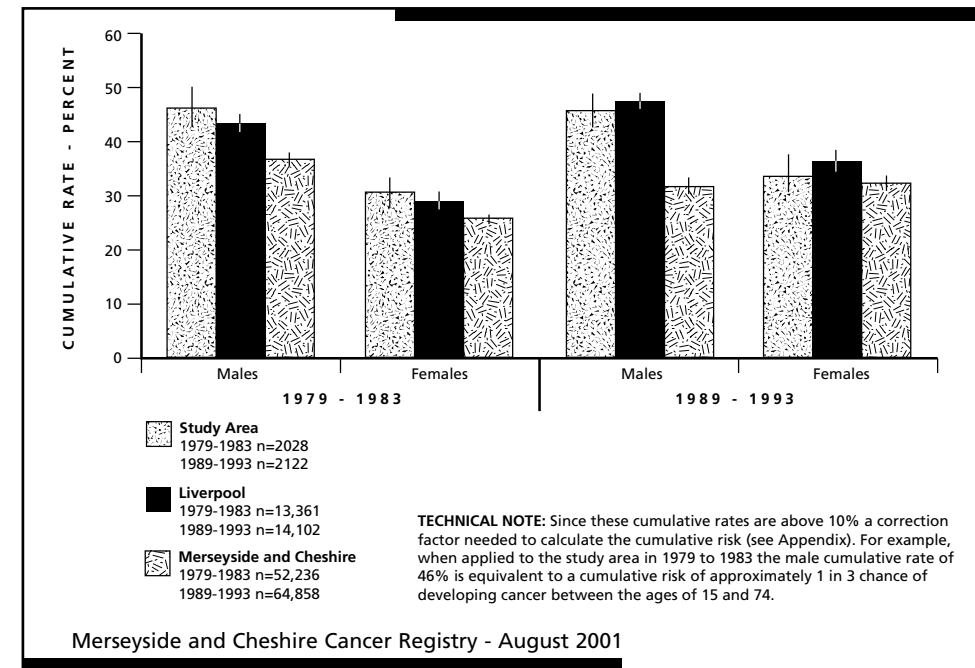 CUMULATIVE RATE - PERCENT
60
50
40
30
20
10
0
Males
Females
Males
Females
1979 - 1983
1989 - 1993
Study Area
1979-1983 n=2028
1989-1993 n=2122
Liverpool
1979-1983 n=13,361
1989-1993 n=14,102
Merseyside and Cheshire
1979-1983 n=52,236
1989-1993 n=64,858
TECHNICAL NOTE: Since these cumulative rates are above 10% a correction
factor needed to calculate the cumulative risk (see Appendix). For example,
when applied to the study area in 1979 to 1983 the male cumulative rate of
46% is equivalent to a cumulative risk of approximately 1 in 3 chance of
developing cancer between the ages of 15 and 74.
Merseyside and Cheshire Cancer Registry - August 2001